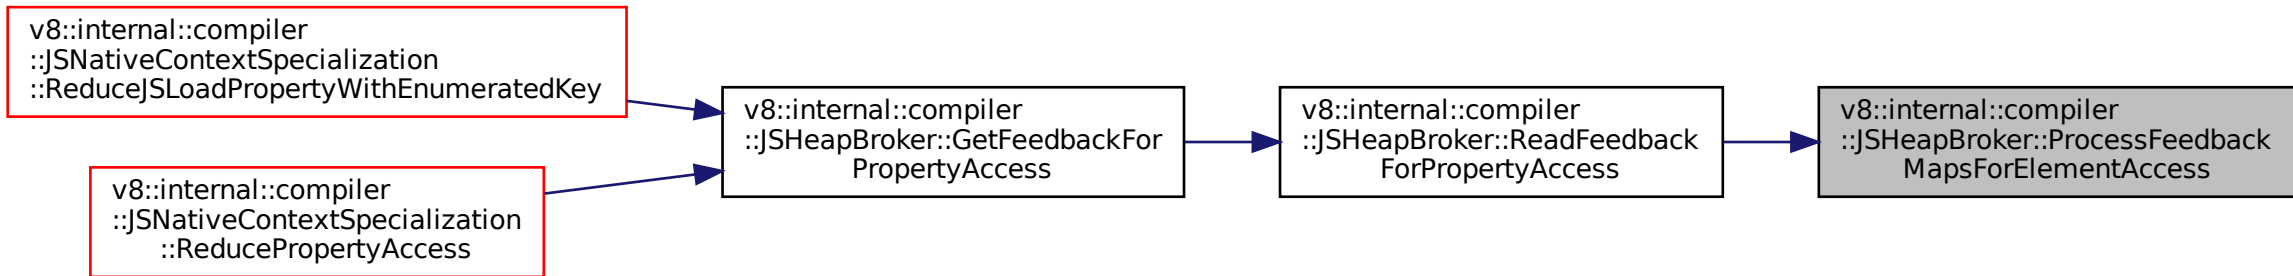 v8::internal::compiler
::JSNativeContextSpecialization
::ReduceJSLoadPropertyWithEnumeratedKey
v8::internal::compiler
::JSNativeContextSpecialization
::ReducePropertyAccess
v8::internal::compiler
::JSHeapBroker::GetFeedbackFor
PropertyAccess
v8::internal::compiler
::JSHeapBroker::ReadFeedback
ForPropertyAccess
v8::internal::compiler
::JSHeapBroker::ProcessFeedback
MapsForElementAccess